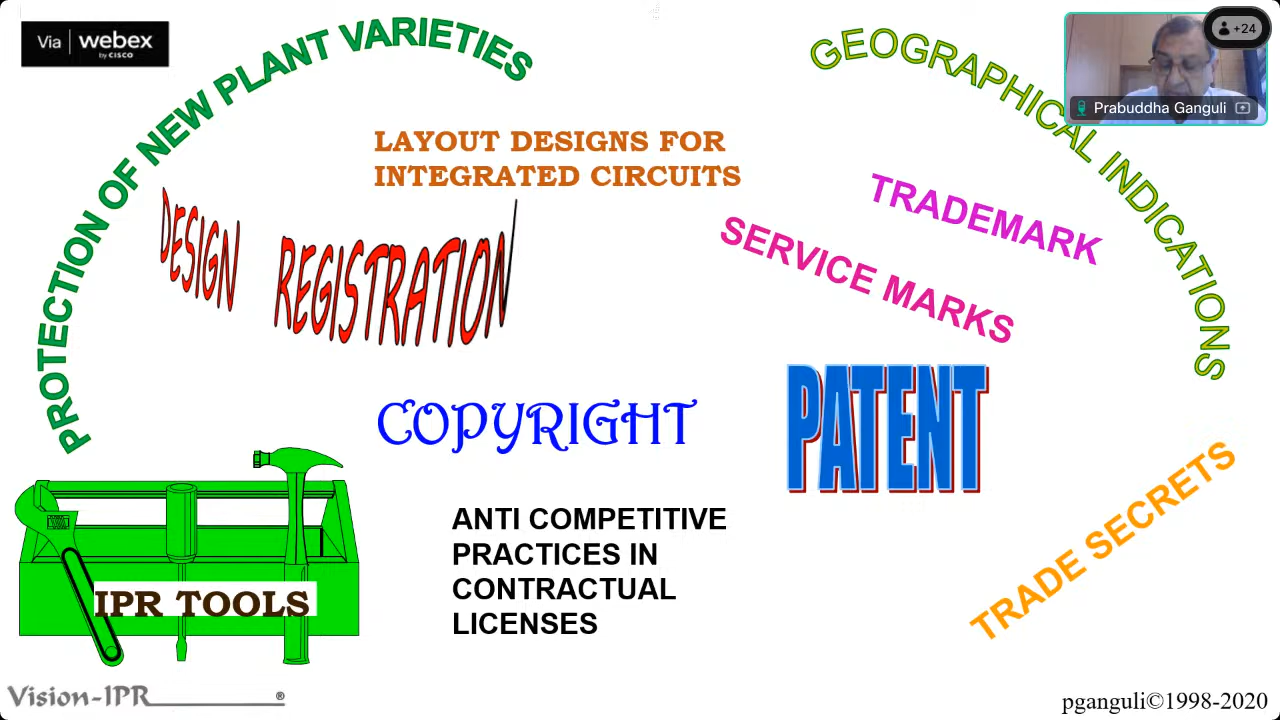 Via | webex
by CISCO
PROTECTION OF NEW PLANT VARIETIES
GEOGRAPHICAL INDICATIONS
+24
Prabuddha Ganguli
LAYOUT DESIGNS FOR
INTEGRATED CIRCUITS
TRADEMARK
DESIGN REGISTRATION
SERVICE MARKS
PATENT
COPYRIGHT
TRADE SECRETS
ANTI COMPETITIVE
PRACTICES IN
CONTRACTUAL
LICENSES
IPR TOOLS
Vision-IPR ®
pganguli©1998-2020